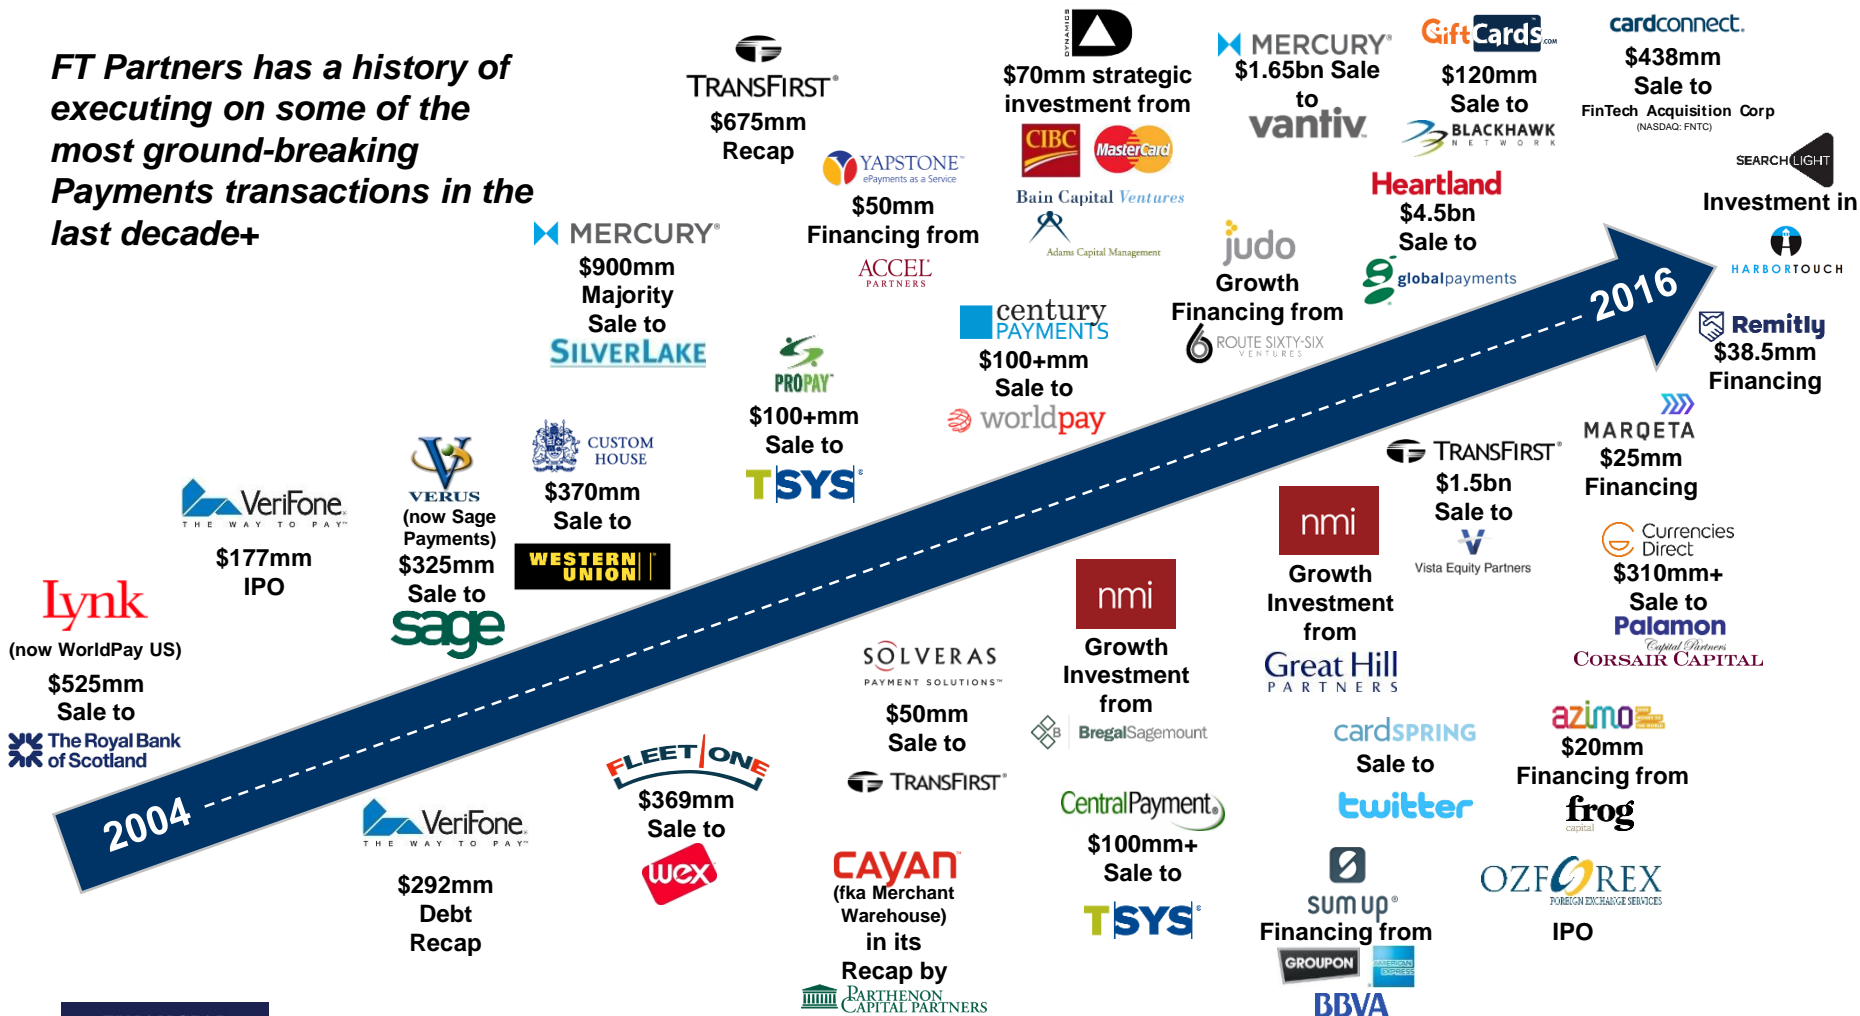 FT Partners has a history of
executing on some of the
most ground-breaking
Payments transactions in the
last decade+
TRANSFIRST®
$675mm
Recap
YAPSTONE™
ePayments as a Service
$50mm
Financing from
ACCEL®
PARTNERS
DYNAMICS
$70mm strategic
investment from
CIBC
MasterCard
Bain Capital Ventures
Adams Capital Management
MERCURY®
$1.65bn Sale
to
vantiv
GiftCards.COM
$120mm
Sale to
BLACKHAWK
NETWORK
cardconnect.
$438mm
Sale to
FinTech Acquisition Corp
(NASDAQ: FNTC)
SEARCHLIGHT
Investment in
HARBORTOUCH
MERCURY®
$900mm
Majority
Sale to
SILVERLAKE
PROPAY™
$100+mm
Sale to
TSYS®
century
PAYMENTS
$100+mm
Sale to
worldpay
judo
Growth
Financing from
6 ROUTE SIXTY-SIX
VENTURES
Heartland
$4.5bn
Sale to
globalpayments
2016
Remitly
$38.5mm
Financing
MARQETA
$25mm
Financing
TRANSFIRST®
$1.5bn
Sale to
Vista Equity Partners
Currencies
Direct
$310mm+
Sale to
Palamon
Capital Partners
CORSAIR CAPITAL
Lynk
(now WorldPay US)
$525mm
Sale to
The Royal Bank
of Scotland
VeriFone.
THE WAY TO PAY™
$177mm
IPO
VERUS
(now Sage
Payments)
$325mm
Sale to
sage
CUSTOM
HOUSE
$370mm
Sale to
WESTERN
UNION
2004
VeriFone.
THE WAY TO PAY™
$292mm
Debt
Recap
FLEET ONE
$369mm
Sale to
wex
SOLVERAS
PAYMENT SOLUTIONS™
$50mm
Sale to
TRANSFIRST®
CAYAN™
(fka Merchant
Warehouse)
in its
Recap by
PARTHENON
CAPITAL PARTNERS
nmi
Growth
Investment
from
B BregalSagemount
CentralPayment®
$100mm+
Sale to
TSYS®
nmi
Growth
Investment
from
Great Hill
PARTNERS
cardSPRING
Sale to
twitter
sumup®
Financing from
GROUPON
AMERICAN
EXPRESS
BBVA
azimo
$20mm
Financing from
frog
capital
OZFOREX
FOREIGN EXCHANGE SERVICES
IPO